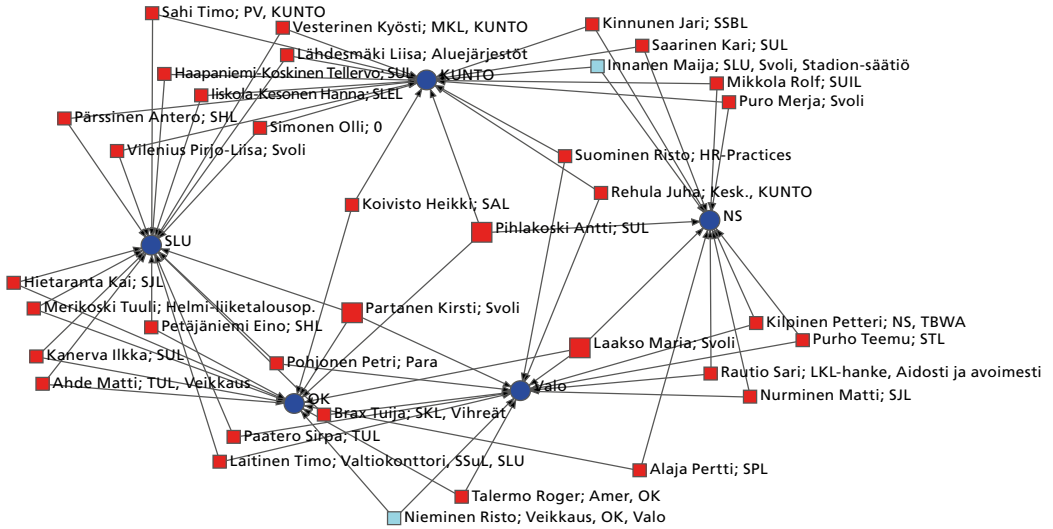 Sahi Timo; PV, KUNTO
Vesterinen Kyösti; MKL, KUNTO
Kinnunen Jari; SSBL
Saarinen Kari; SUL
Lähdesmäki Liisa; Aluejärjestöt
Innanen Maija; SLU, Svoli, Stadion-säätiö
Haapaniemi-Koskinen Tellervo; SUL
KUNTO
Mikkola Rolf; SUIL
Iiskola-Kesonen Hanna; SLEL
Puro Merja; Svoli
Pärssinen Antero; SHL
Simonen Olli; 0
Vilenius Pirjo-Liisa; Svoli
Suominen Risto; HR-Practices
Rehula Juha; Kesk., KUNTO
Koivisto Heikki; SAL
NS
Pihlakoski Antti; SUL
SLU
Hietaranta Kai; SJL
Merikoski Tuuli; Helmi-liiketalousop.
Partanen Kirsti; Svoli
Petäjäniemi Eino; SHL
Kilpinen Petteri; NS, TBWA
Purho Teemu; STL
Laakso Maria; Svoli
Kanerva Ilkka; SUL
Pohjonen Petri; Para
Rautio Sari; LKL-hanke, Aidosti ja avoimesti
Ahde Matti; TUL, Veikkaus
Valo
Nurminen Matti; SJL
OK
Brax Tuija; SKL, Vihreät
Paatero Sirpa; TUL
Laitinen Timo; Valtiokonttori, SSuL, SLU
Alaja Pertti; SPL
Talermo Roger; Amer, OK
Nieminen Risto; Veikkaus, OK, Valo